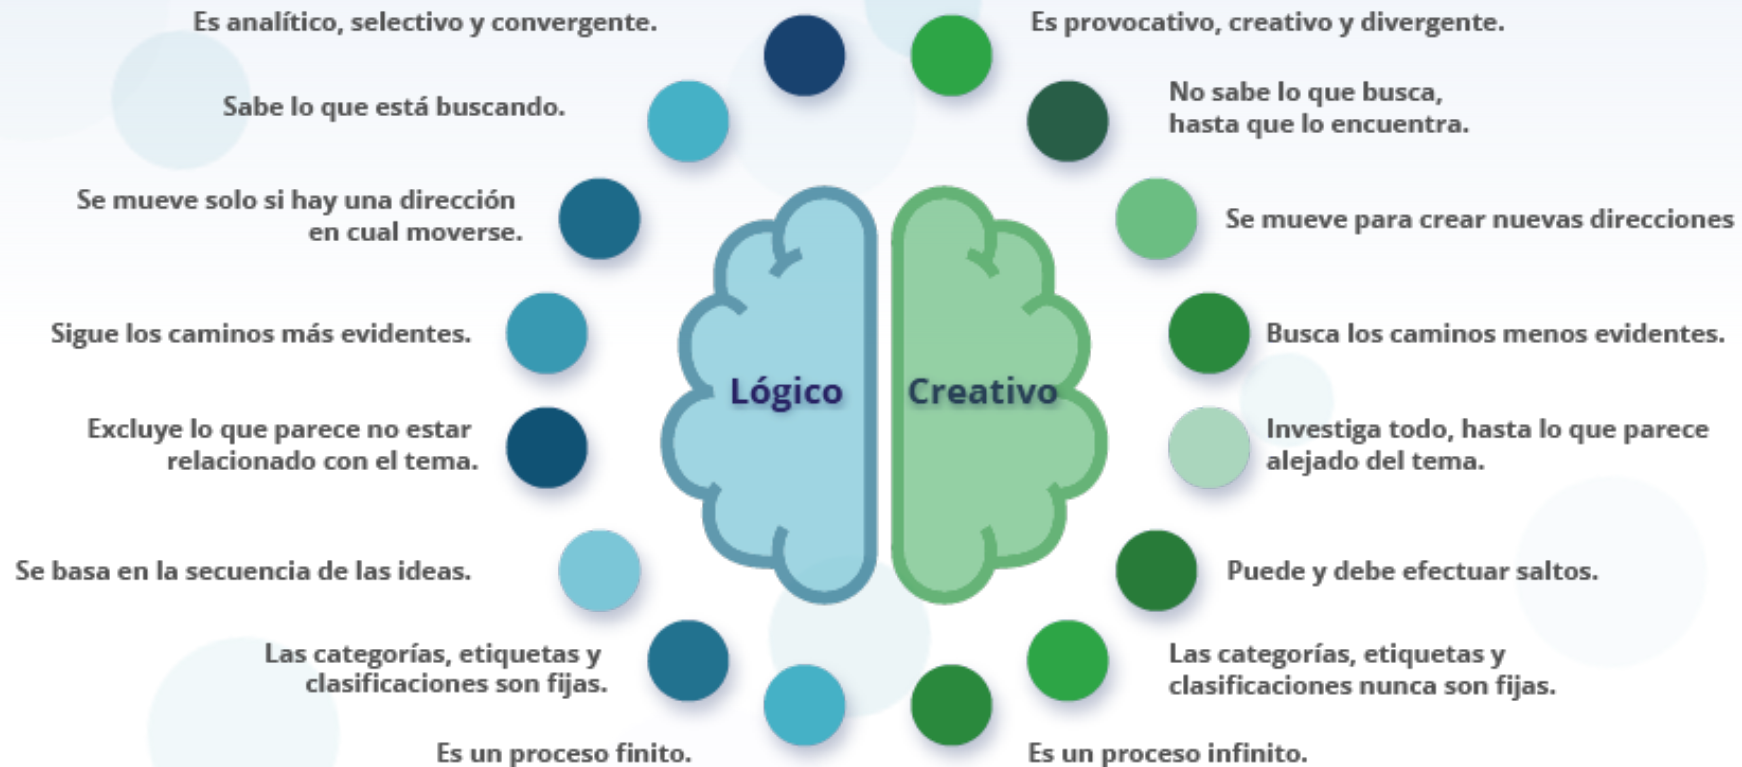 Es analítico, selectivo y convergente.
Sabe lo que está buscando.
Se mueve solo si hay una dirección
en cual moverse.
Sigue los caminos más evidentes.
Excluye lo que parece no estar
relacionado con el tema.
Se basa en la secuencia de las ideas.
Las categorías, etiquetas y
clasificaciones son fijas.
Es un proceso finito.
Lógico
Creativo
Es provocativo, creativo y divergente.
No sabe lo que busca,
hasta que lo encuentra.
Se mueve para crear nuevas direcciones
Busca los caminos menos evidentes.
Investiga todo, hasta lo que parece
alejado del tema.
Puede y debe efectuar saltos.
Las categorías, etiquetas y
clasificaciones nunca son fijas.
Es un proceso infinito.